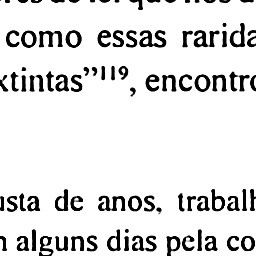 como essas rarida
xtintas”¹¹⁹, encontro
usta de anos, trabalh
n alguns dias pela co